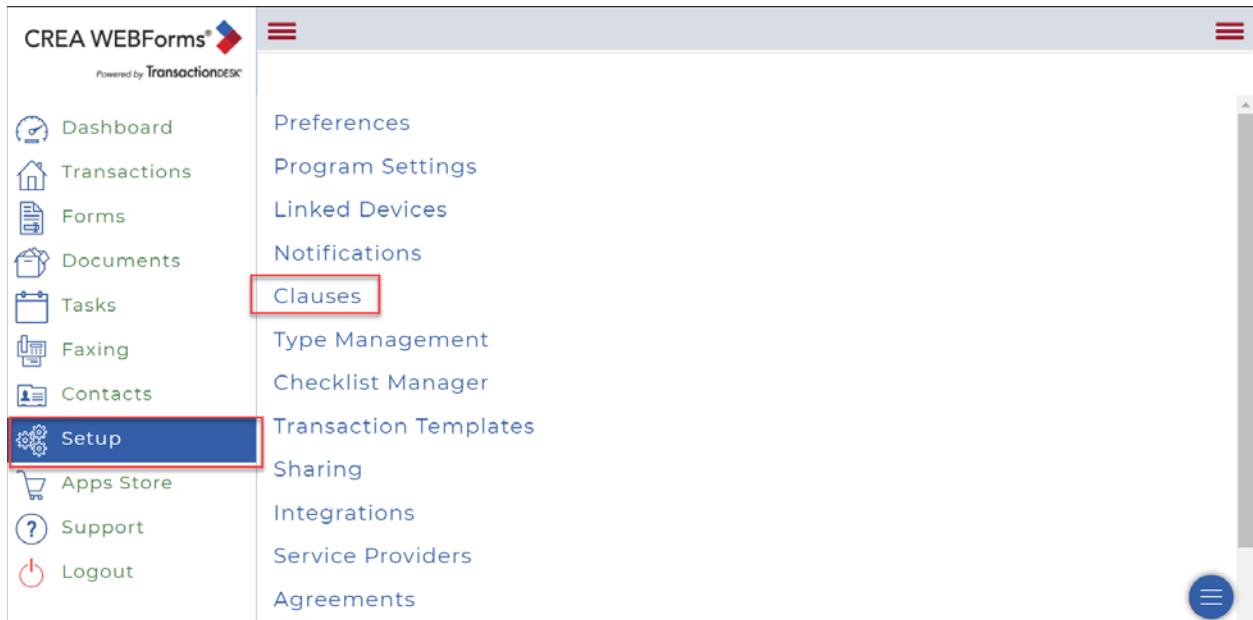 CREA WEBForms®
Powered by TransactionDESK®
Dashboard
Transactions
Forms
Documents
Tasks
Faxing
Contacts
Setup
Apps Store
Support
Logout
Preferences
Program Settings
Linked Devices
Notifications
Clauses
Type Management
Checklist Manager
Transaction Templates
Sharing
Integrations
Service Providers
Agreements